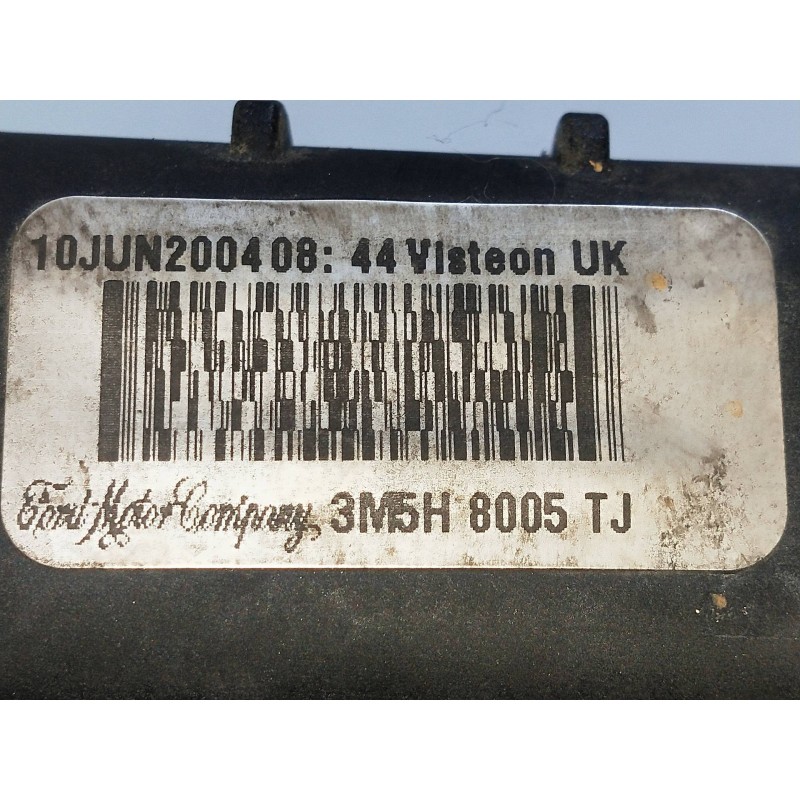 10JUN2004 08: 44 Visteon UK
Ford Motor Company 3M5H 8005 TJ